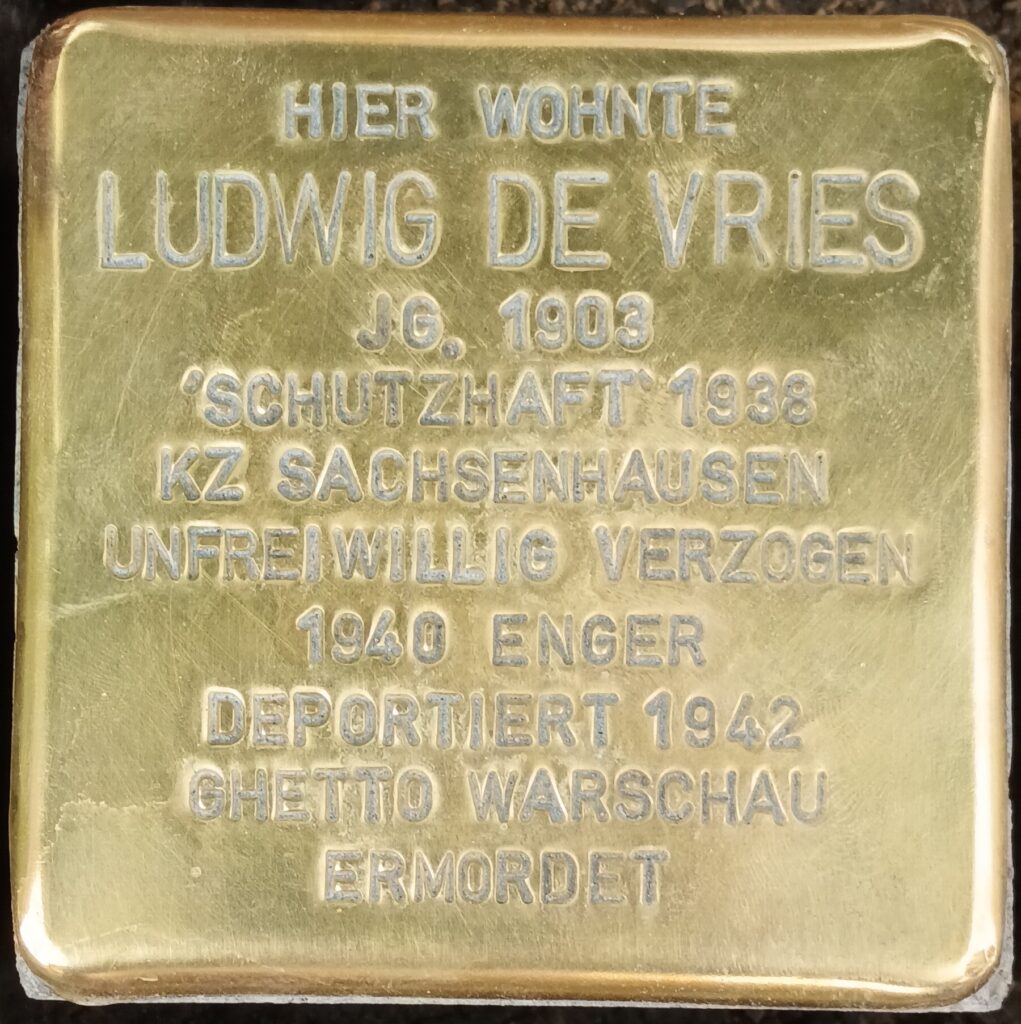 HIER WOHNTE
LUDWIG DE VRIES
JG. 1903
'SCHUTZHAFT' 1938
KZ SACHSENHAUSEN
UNFREIWILLIG VERZOGEN
1940 ENGER
DEPORTIERT 1942
GHETTO WARSCHAU
ERMORDET